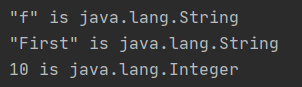 "f" is java.lang.String
"First" is java.lang.String
10 is java.lang.Integer